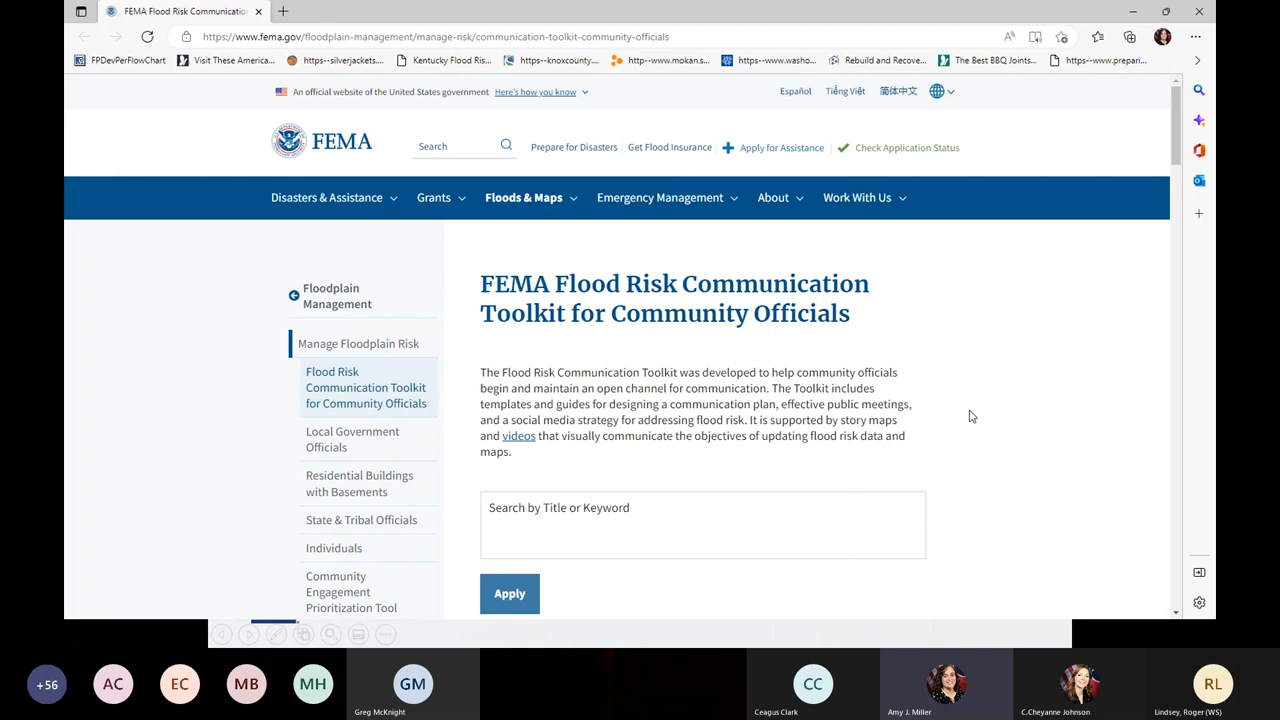 FEMA Flood Risk Communication
https://www.fema.gov/floodplain-management/manage-risk/communication-toolkit-community-officials
FPDevPerFlowChart
Visit These America...
https--silverjackets....
Kentucky Flood Ris...
https--knoxcounty....
http--www.mokan.s...
https--www.washo...
Rebuild and Recove...
The Best BBQ Joints...
https--www.prepari...
An official website of the United States government Here's how you know
Español
Tiếng Việt
简体中文
FEMA
Search
Prepare for Disasters
Get Flood Insurance
Apply for Assistance
Check Application Status
Disasters & Assistance
Grants
Floods & Maps
Emergency Management
About
Work With Us
Floodplain
Management
Manage Floodplain Risk
Flood Risk
Communication Toolkit
for Community Officials
Local Government
Officials
Residential Buildings
with Basements
State & Tribal Officials
Individuals
Community
Engagement
Prioritization Tool
FEMA Flood Risk Communication
Toolkit for Community Officials
The Flood Risk Communication Toolkit was developed to help community officials
begin and maintain an open channel for communication. The Toolkit includes
templates and guides for designing a communication plan, effective public meetings,
and a social media strategy for addressing flood risk. It is supported by story maps
and videos that visually communicate the objectives of updating flood risk data and
maps.
Search by Title or Keyword
Apply
+56
AC
EC
MB
MH
GM
Greg McKnight
CC
Ceagus Clark
Amy J. Miller
C.Cheyanne Johnson
RL
Lindsey, Roger (WS)